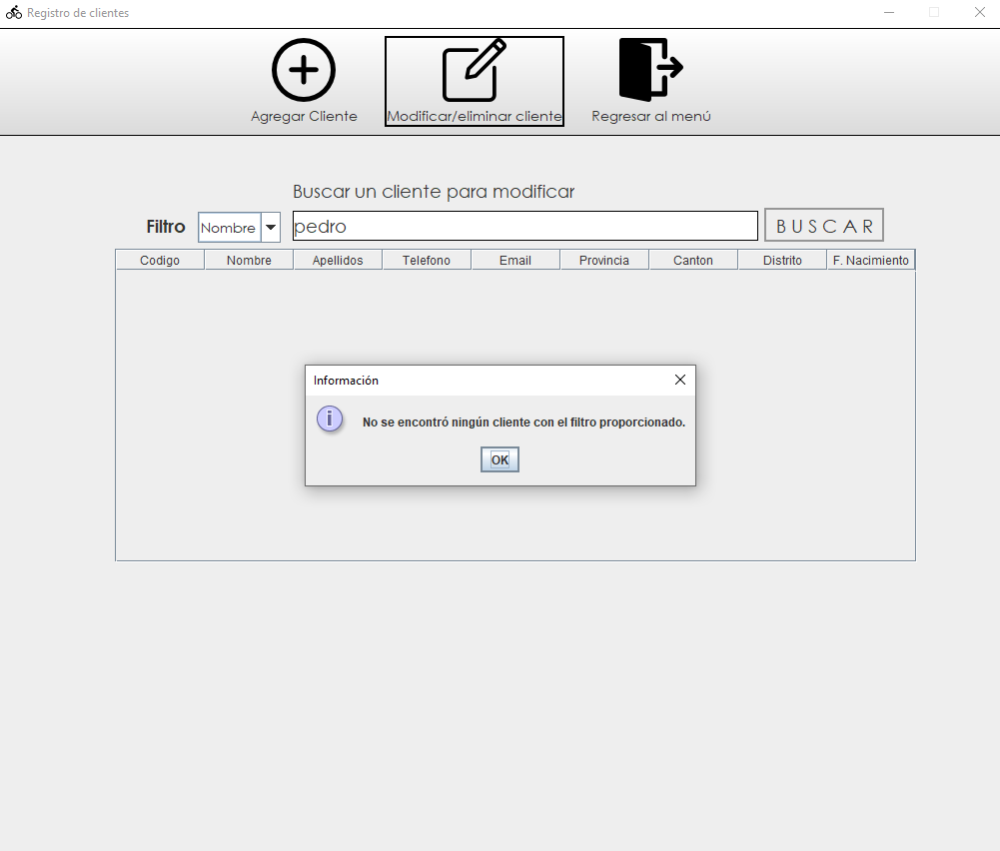 Registro de clientes
Agregar Cliente
Modificar/eliminar cliente
Regresar al menú
Buscar un cliente para modificar
Filtro Nombre pedro BUSCAR
Codigo Nombre Apellidos Telefono Email Provincia Canton Distrito F. Nacimiento
Información
i No se encontró ningún cliente con el filtro proporcionado.
OK